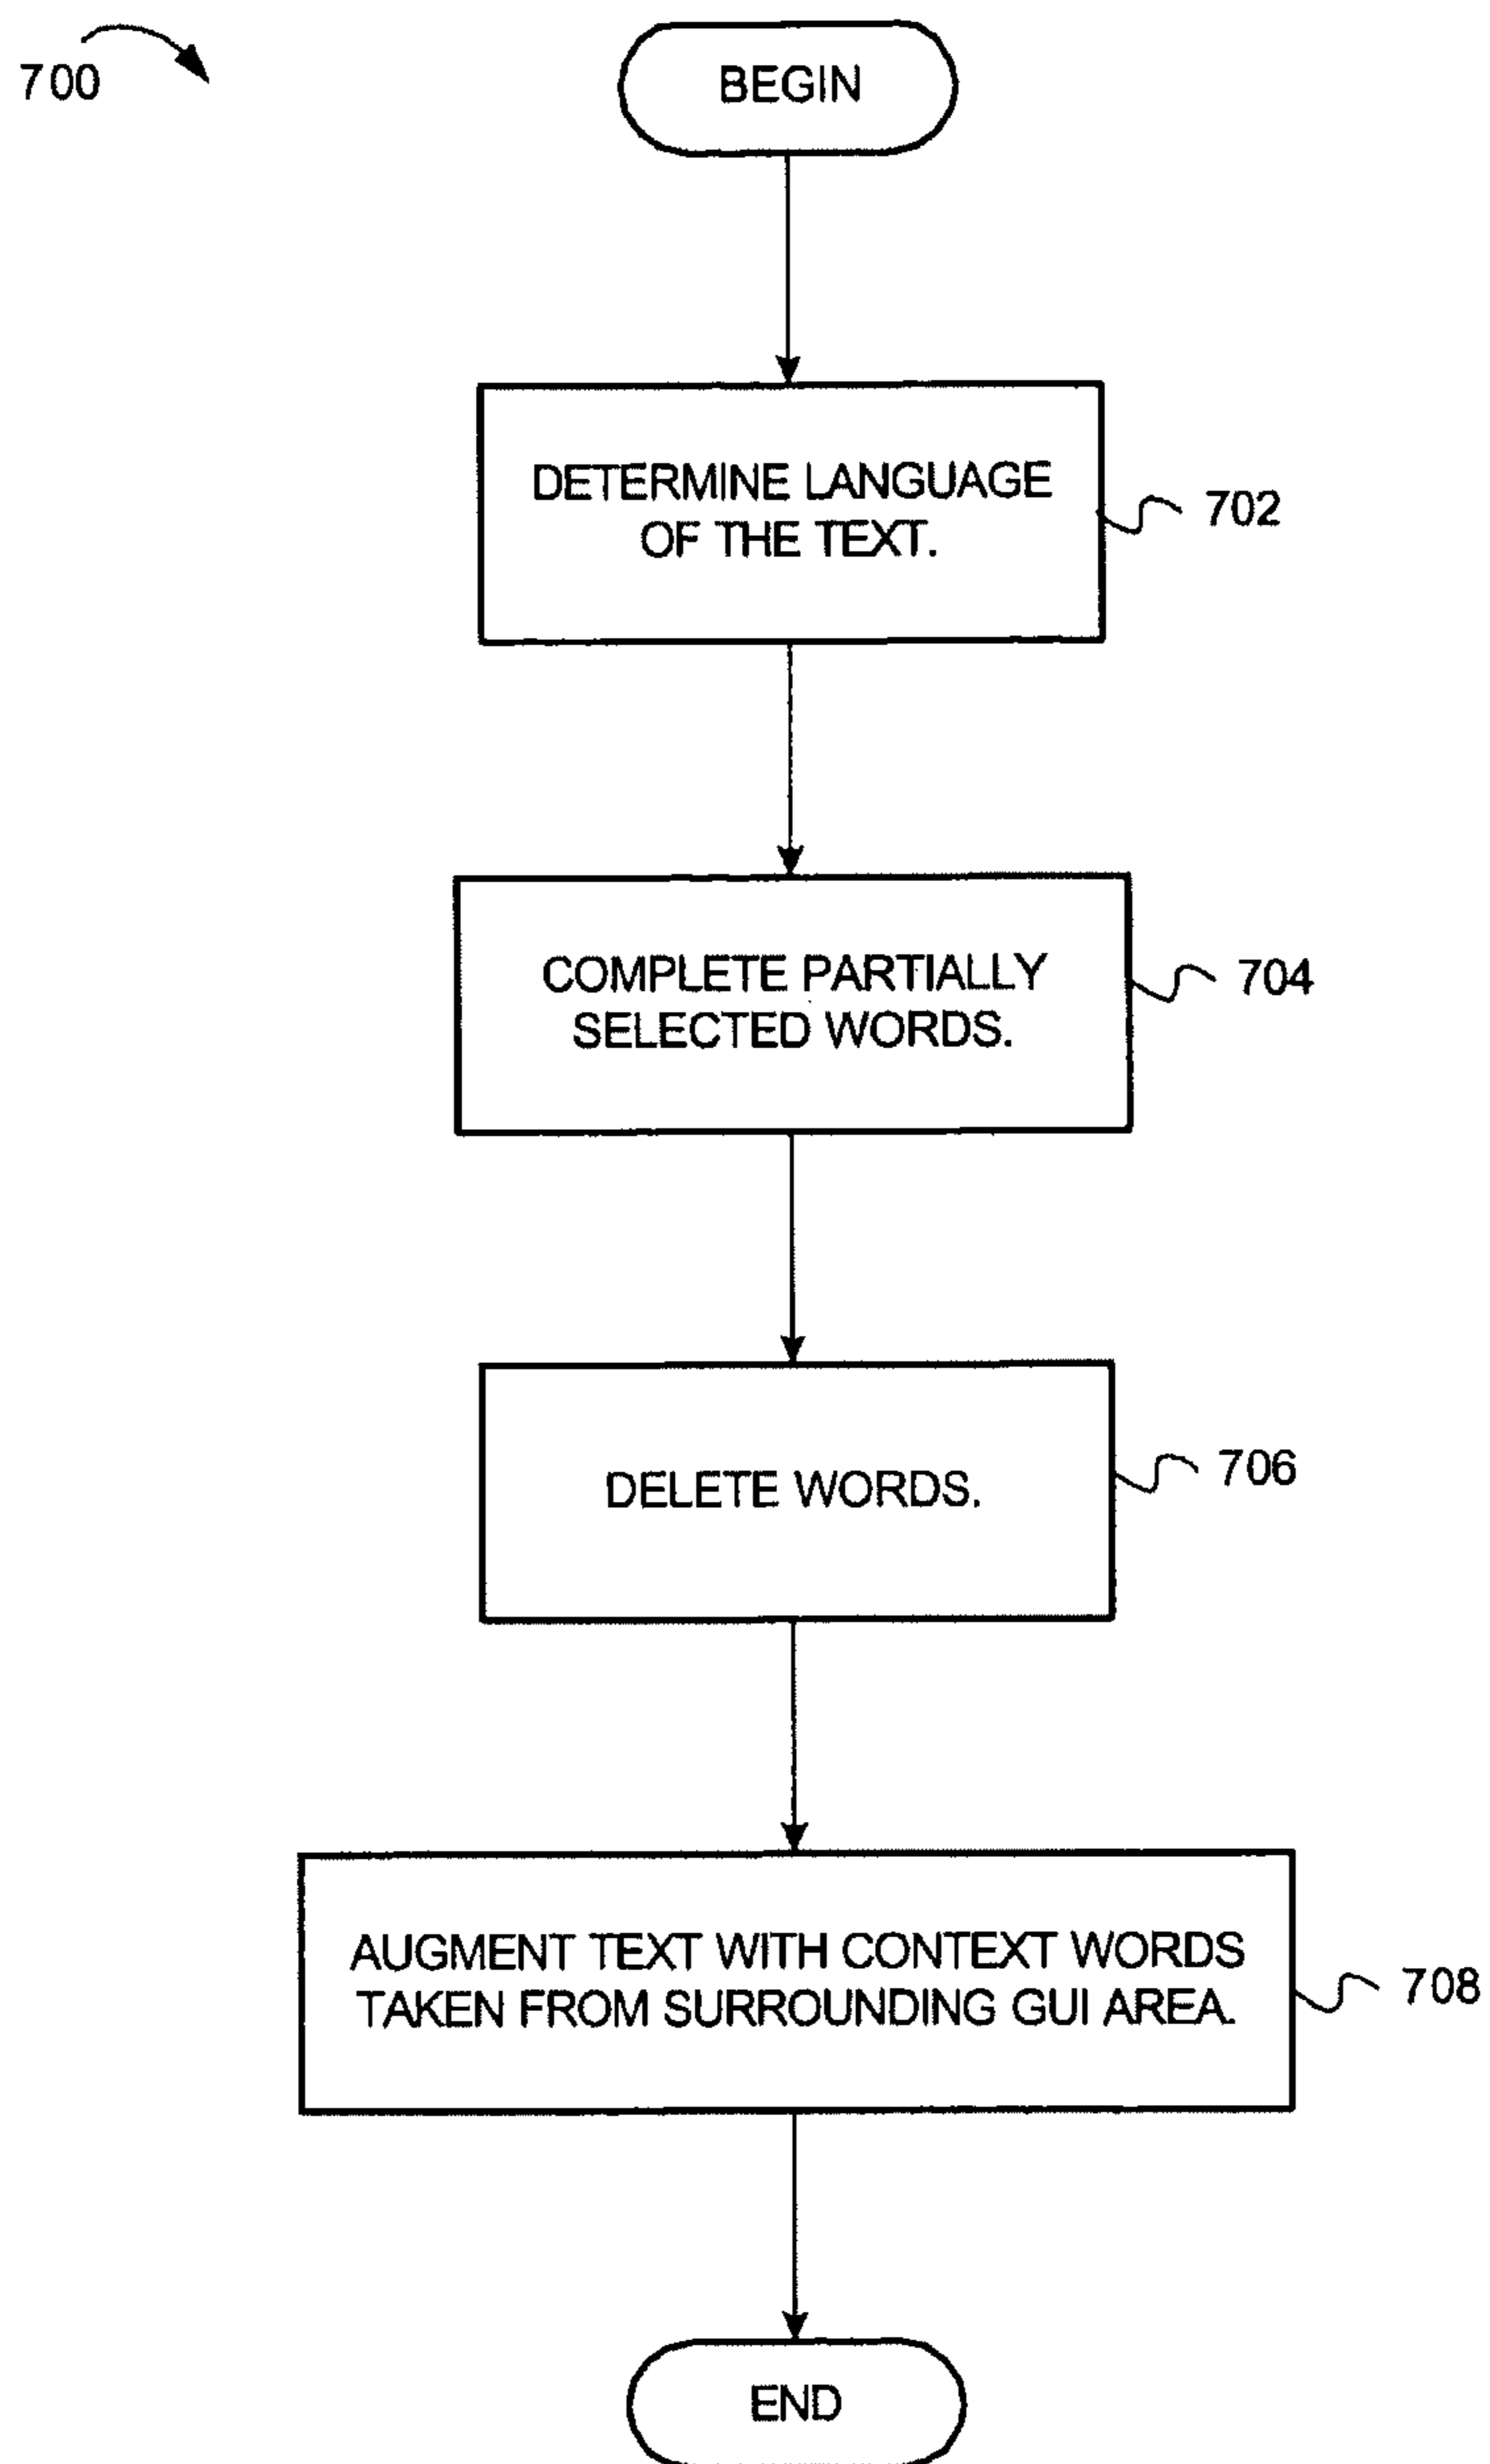 700
BEGIN
DETERMINE LANGUAGE
OF THE TEXT.
702
COMPLETE PARTIALLY
SELECTED WORDS.
704
DELETE WORDS.
706
AUGMENT TEXT WITH CONTEXT WORDS
TAKEN FROM SURROUNDING GUI AREA.
708
END